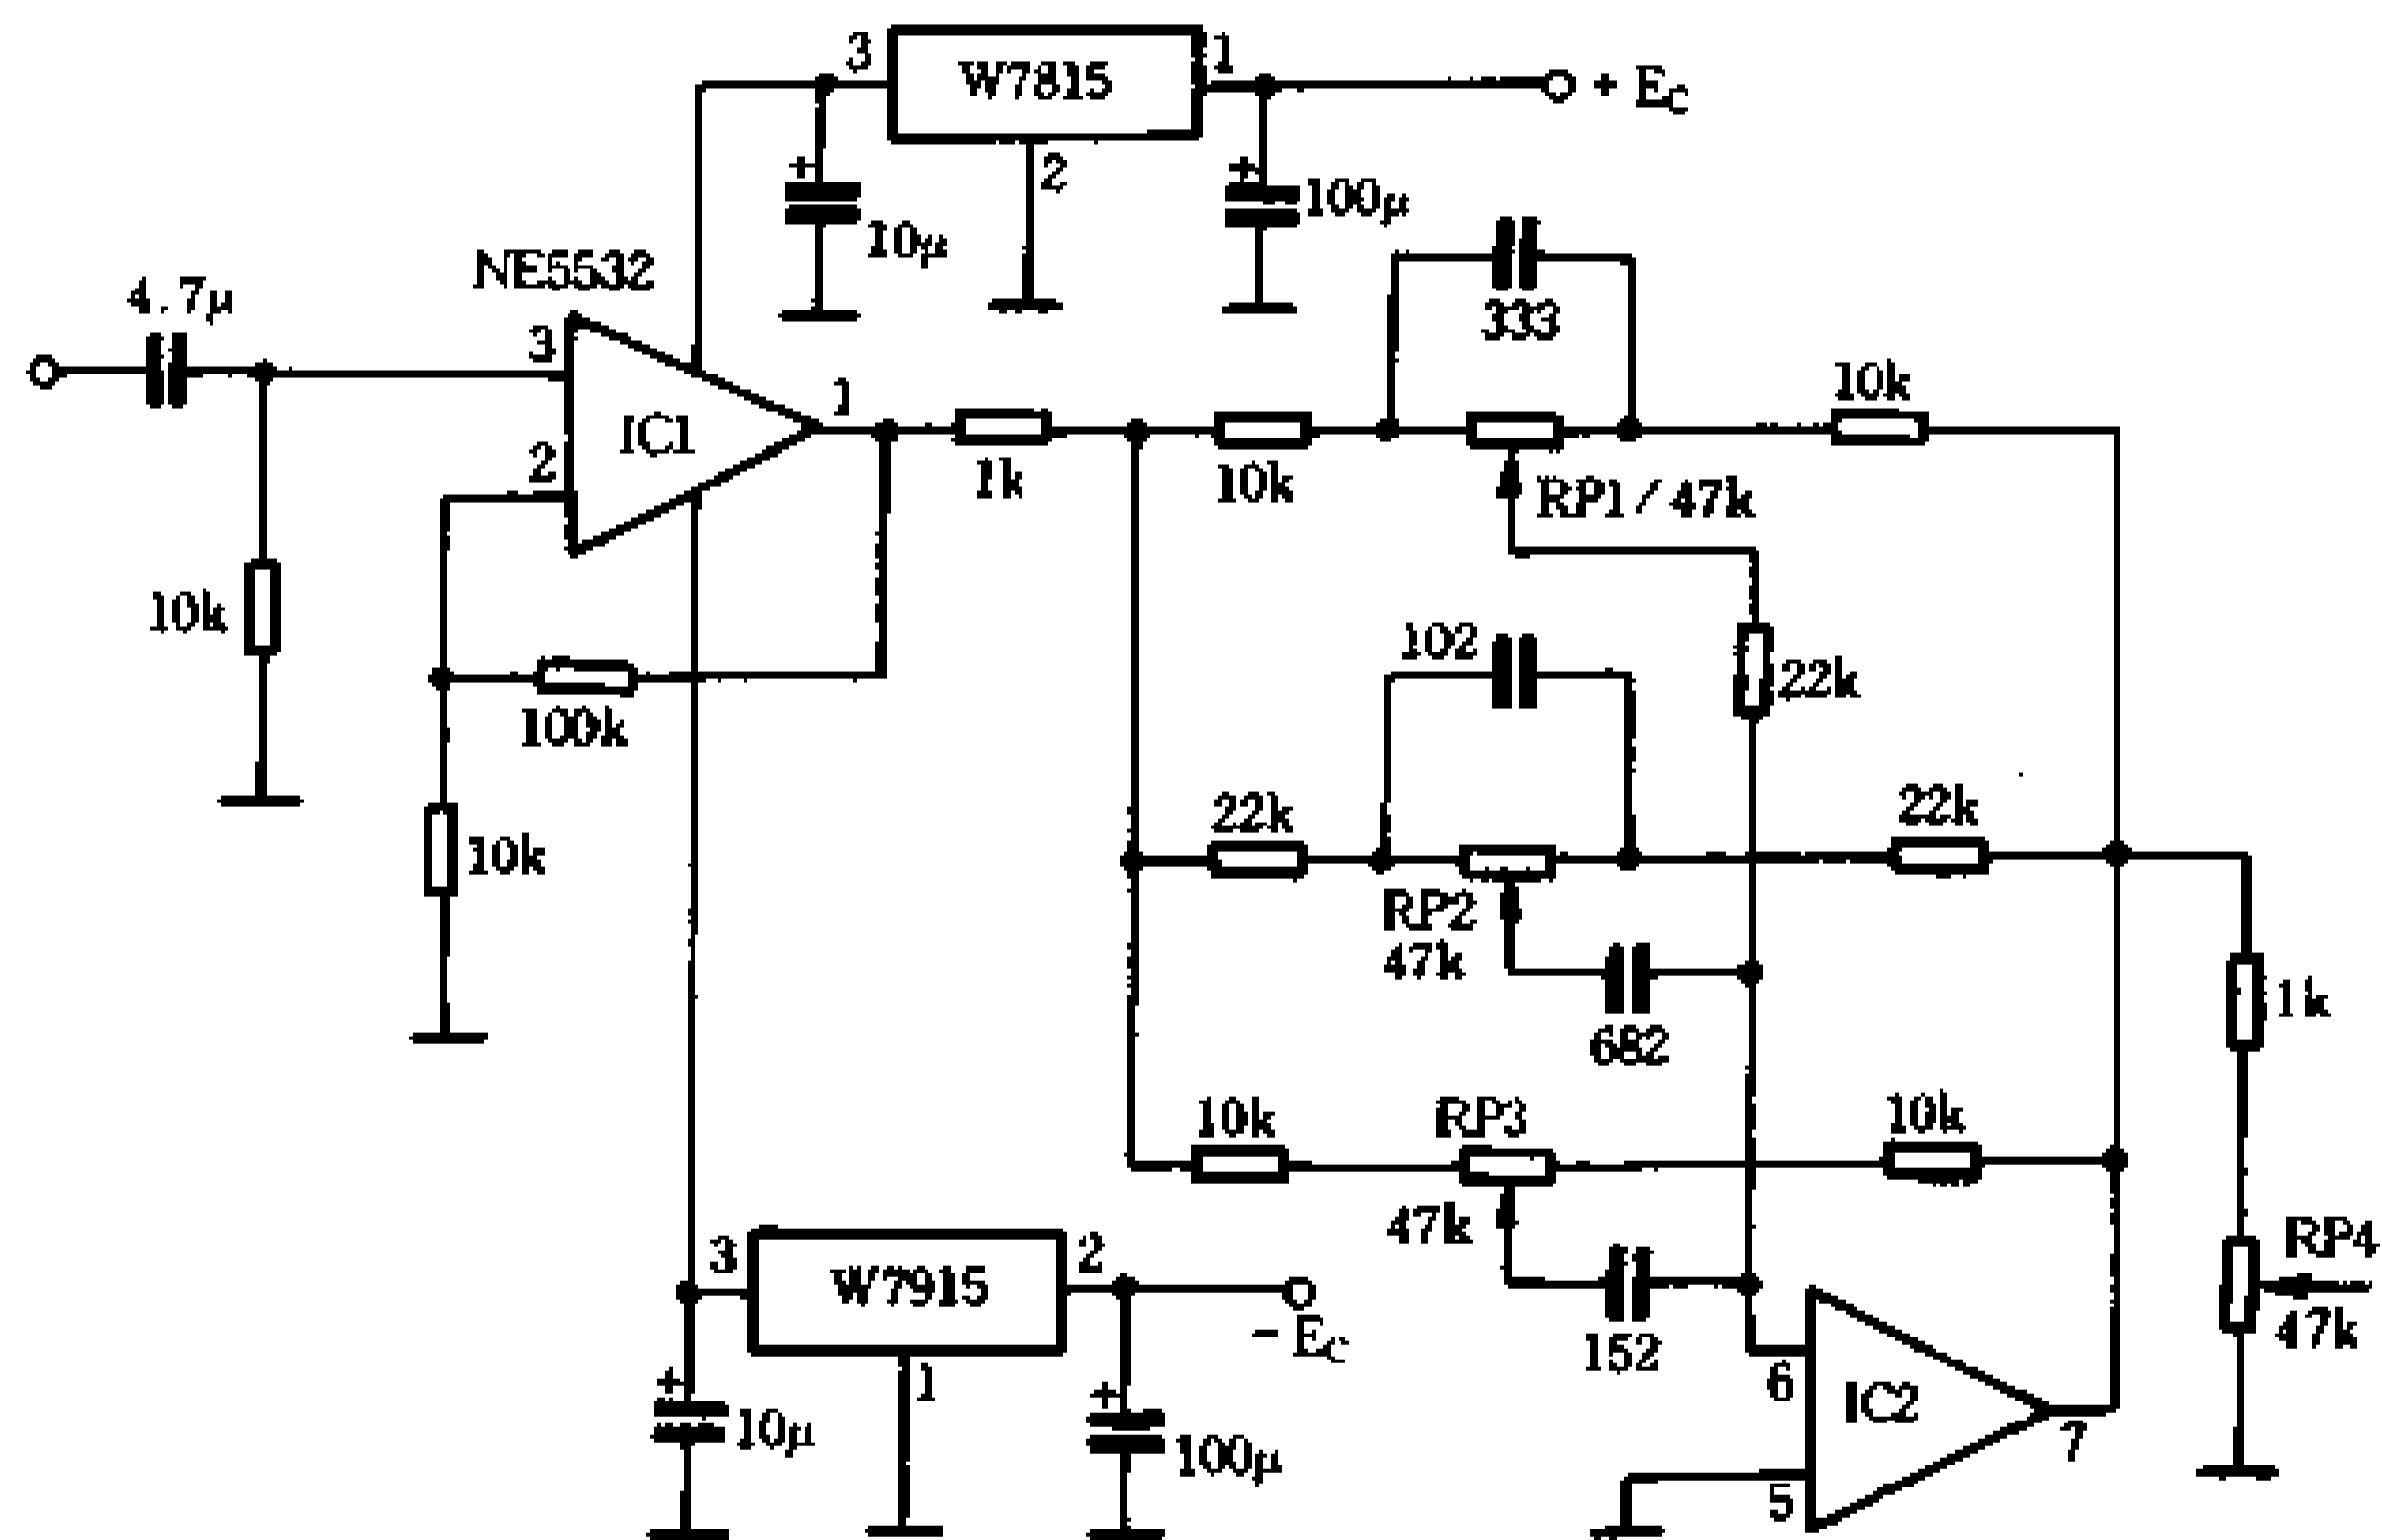 3
W7815
1
+ EC
2
+
10μ
+
100μ
NE5532
4.7μ
333
3
1
IC1
2
10k
1k
10k
RP1/47k
10k
102
22k
100k
10k
22k
22k
RP2
47k
682
1k
10k
RP3
10k
47k
152
RP4
47k
3
W7915
2
- EC
+
10μ
1
+
100μ
6
IC2
7
5